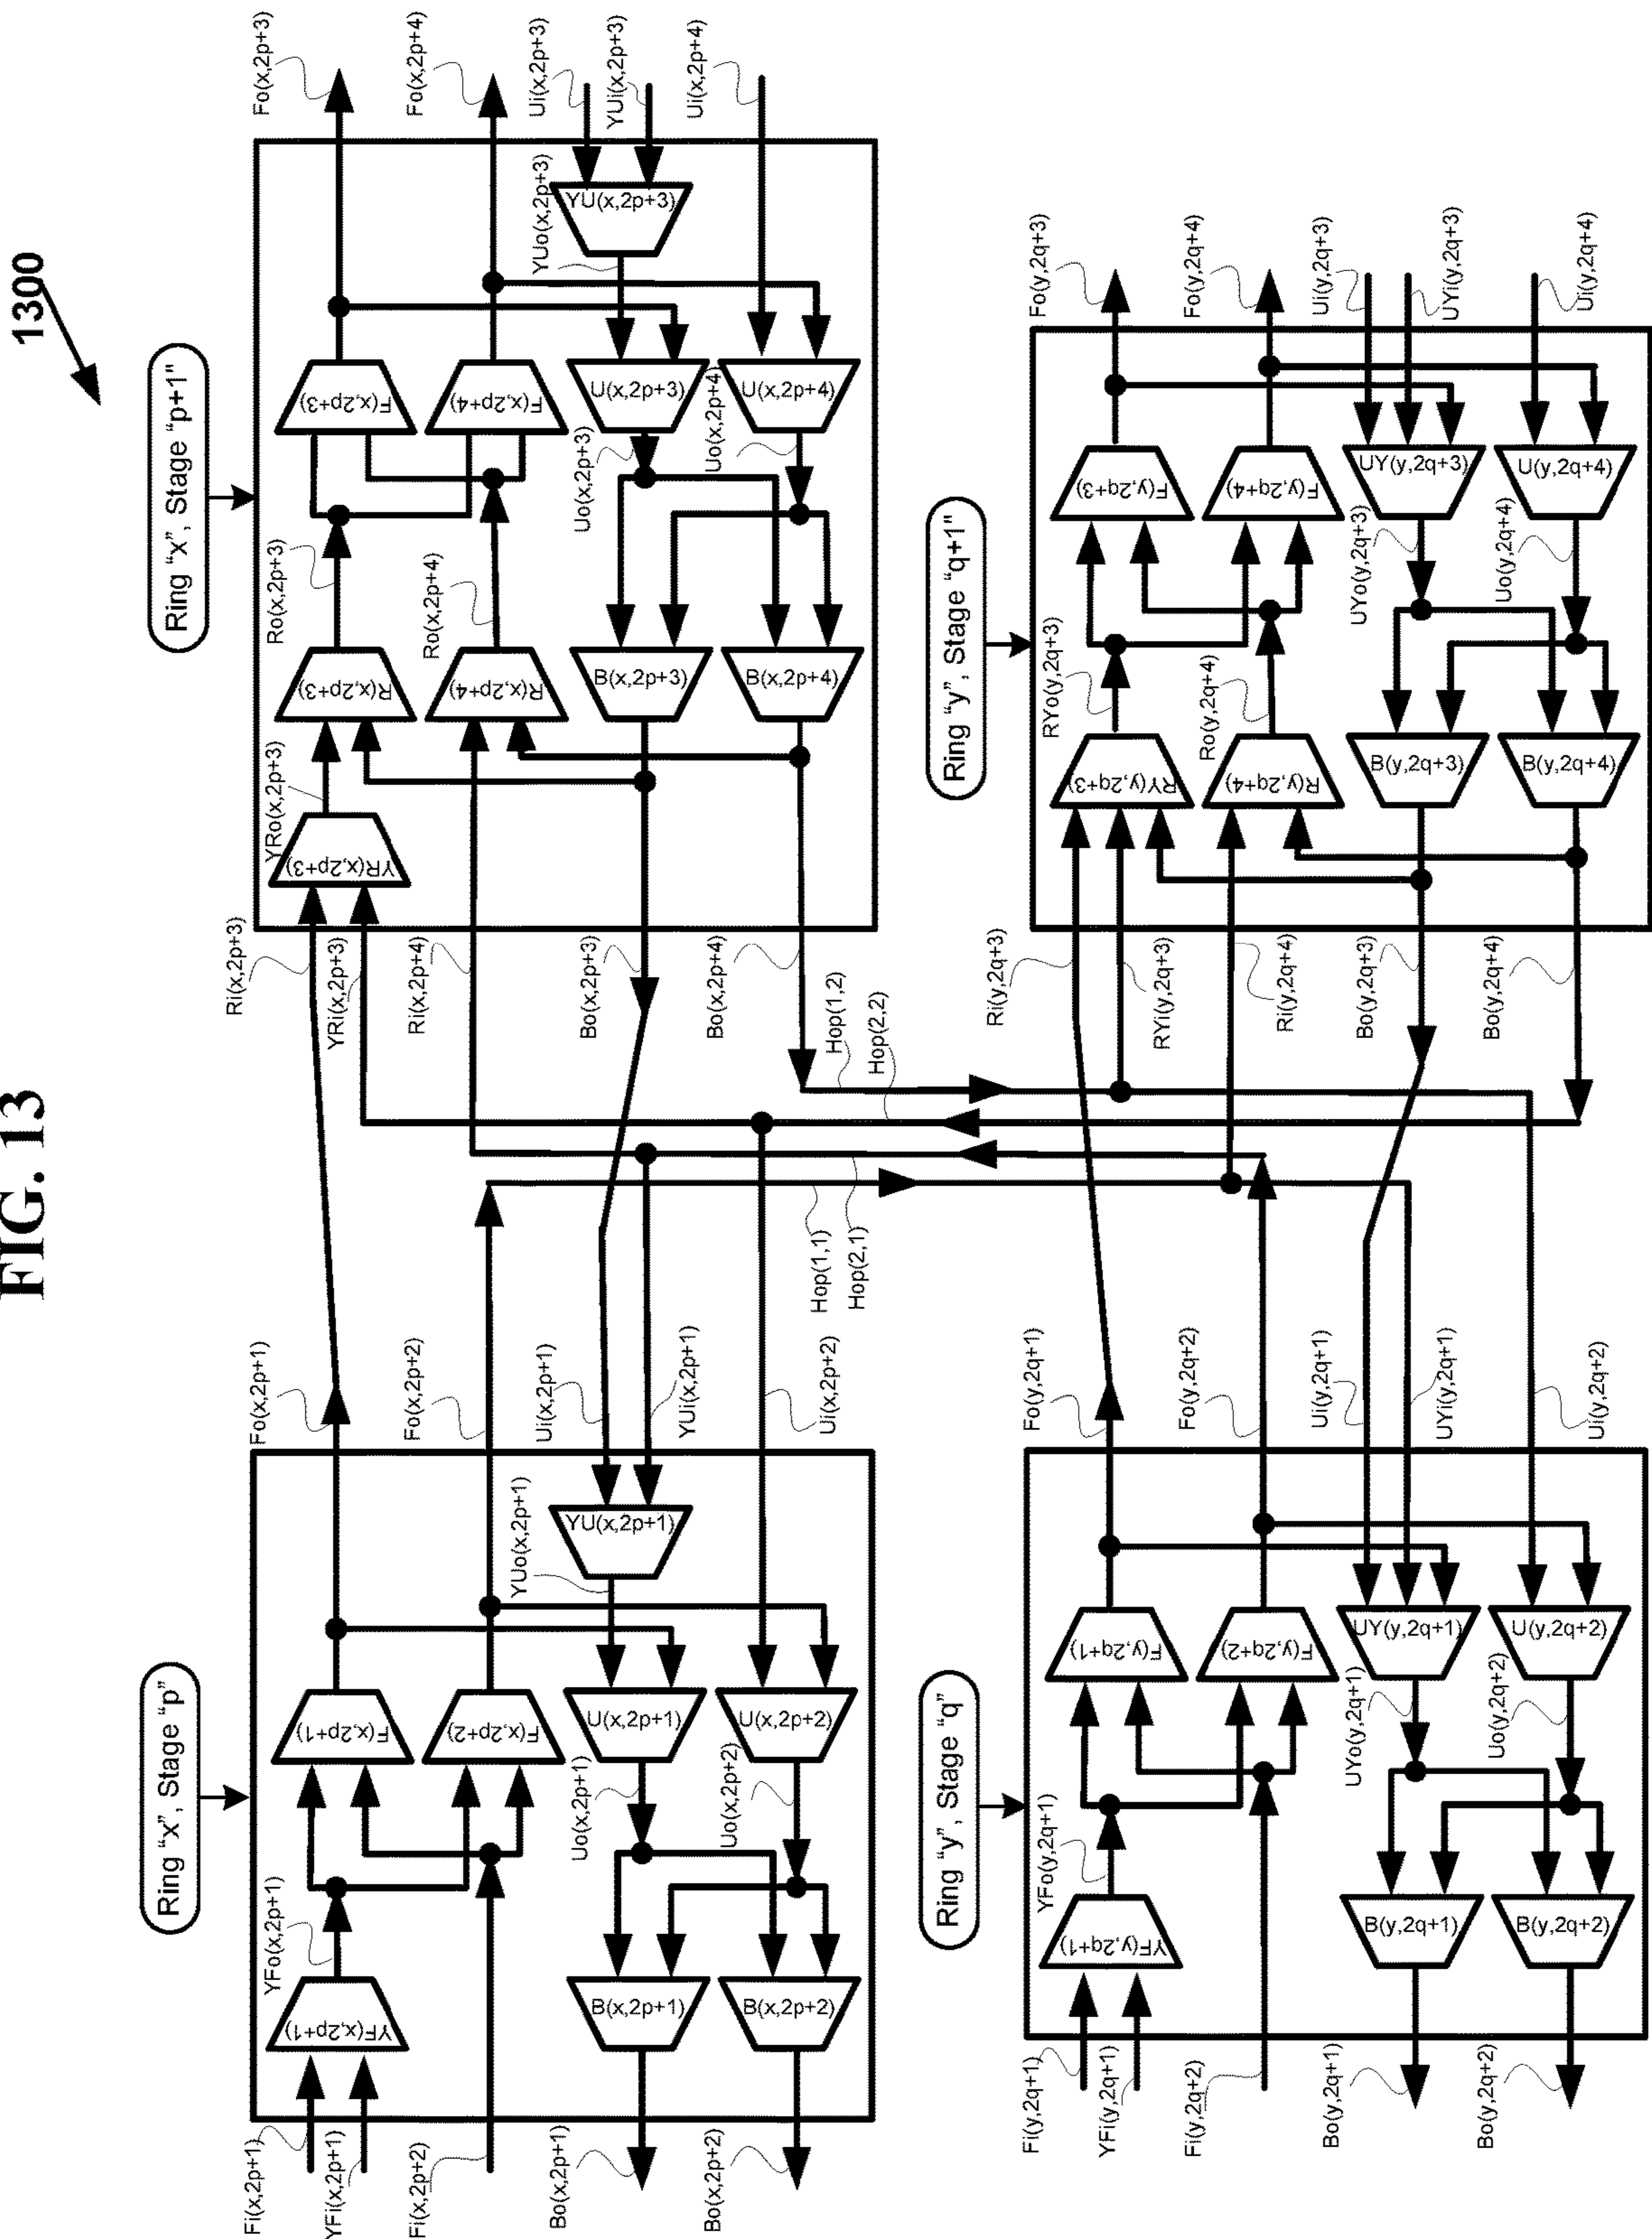 FIG. 13
1300
Ring "x", Stage "p"
Fi(x,2p+1)
YFi(x,2p+1)
Fi(x,2p+2)
Bo(x,2p+1)
Bo(x,2p+2)
YF(x,2p+1)
YFo(x,2p+1)
F(x,2p+1)
F(x,2p+2)
YU(x,2p+1)
YUo(x,2p+1)
U(x,2p+1)
U(x,2p+2)
Uo(x,2p+1)
Uo(x,2p+2)
B(x,2p+1)
B(x,2p+2)
Fo(x,2p+1)
Fo(x,2p+2)
Ui(x,2p+1)
YUi(x,2p+1)
Ui(x,2p+2)
Ring "x", Stage "p+1"
Ri(x,2p+3)
YRi(x,2p+3)
Ri(x,2p+4)
Bo(x,2p+3)
Bo(x,2p+4)
YR(x,2p+3)
YRo(x,2p+3)
R(x,2p+3)
R(x,2p+4)
Ro(x,2p+3)
Ro(x,2p+4)
F(x,2p+3)
F(x,2p+4)
YU(x,2p+3)
YUo(x,2p+3)
U(x,2p+3)
U(x,2p+4)
Uo(x,2p+3)
Uo(x,2p+4)
B(x,2p+3)
B(x,2p+4)
Fo(x,2p+3)
Fo(x,2p+4)
Ui(x,2p+3)
YUi(x,2p+3)
Ui(x,2p+4)
Hop(1,1)
Hop(2,1)
Hop(1,2)
Hop(2,2)
Ring "y", Stage "q"
Fi(y,2q+1)
YFi(y,2q+1)
Fi(y,2q+2)
Bo(y,2q+1)
Bo(y,2q+2)
YF(y,2q+1)
YFo(y,2q+1)
F(y,2q+1)
F(y,2q+2)
UY(y,2q+1)
U(y,2q+2)
UYo(y,2q+1)
Uo(y,2q+2)
B(y,2q+1)
B(y,2q+2)
Fo(y,2q+1)
Fo(y,2q+2)
Ui(y,2q+1)
UYi(y,2q+1)
Ui(y,2q+2)
Ring "y", Stage "q+1"
Ri(y,2q+3)
RYi(y,2q+3)
Ri(y,2q+4)
Bo(y,2q+3)
Bo(y,2q+4)
RY(y,2q+3)
RYo(y,2q+3)
R(y,2q+4)
Ro(y,2q+4)
F(y,2q+3)
F(y,2q+4)
UY(y,2q+3)
U(y,2q+4)
UYo(y,2q+3)
Uo(y,2q+4)
B(y,2q+3)
B(y,2q+4)
Fo(y,2q+3)
Fo(y,2q+4)
Ui(y,2q+3)
UYi(y,2q+3)
Ui(y,2q+4)